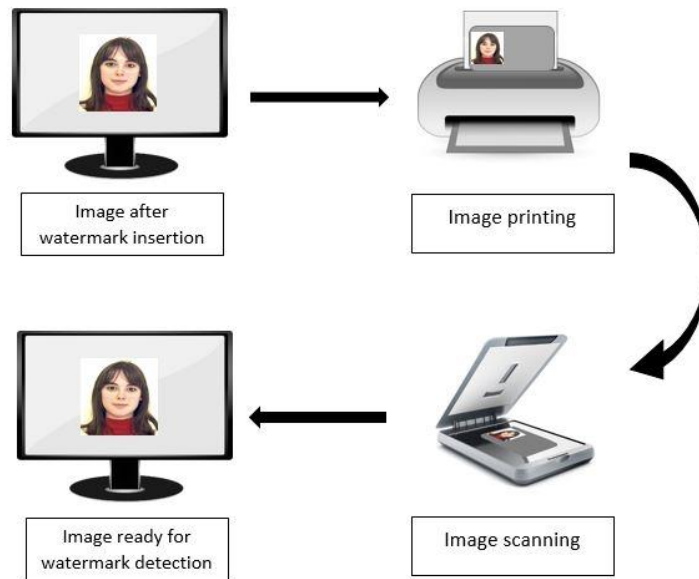 Image after
watermark insertion
Image printing
Image ready for
watermark detection
Image scanning